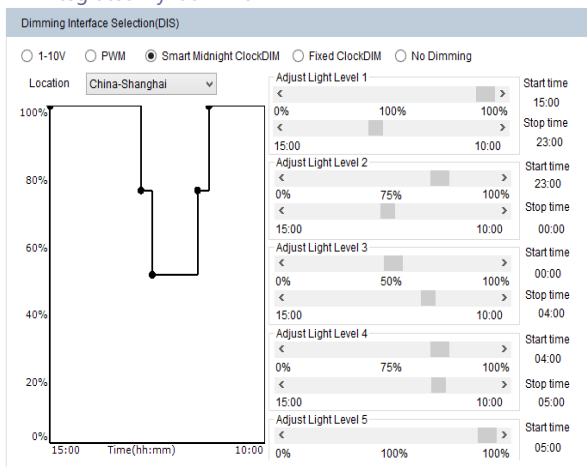 Dimming Interface Selection(DIS)
1-10V PWM Smart Midnight ClockDIM Fixed ClockDIM No Dimming
Location China-Shanghai
100%
80%
60%
40%
20%
0%
15:00 Time(hh:mm) 10:00
Adjust Light Level 1
0% 100% 100%
15:00 10:00
Start time
15:00
Stop time
23:00
Adjust Light Level 2
0% 75% 100%
15:00 10:00
Start time
23:00
Stop time
00:00
Adjust Light Level 3
0% 50% 100%
15:00 10:00
Start time
00:00
Stop time
04:00
Adjust Light Level 4
0% 75% 100%
15:00 10:00
Start time
04:00
Stop time
05:00
Adjust Light Level 5
0% 100% 100%
Start time
05:00